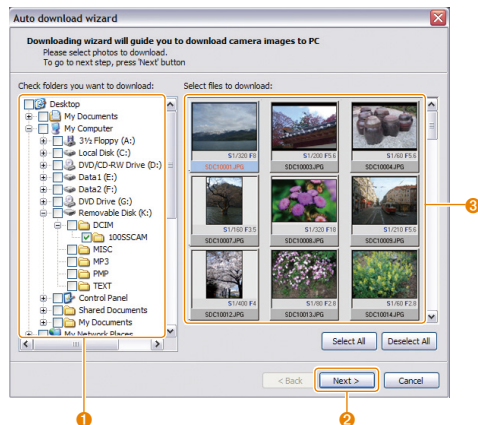 Auto download wizard
Downloading wizard will guide you to download camera images to PC
Please select photos to download.
To go to next step, press 'Next' button
Check folders you want to download:
Select files to download:
Desktop
My Documents
My Computer
3½ Floppy (A:)
Local Disk (C:)
DVD/CD-RW Drive (D:)
Data1 (E:)
Data2 (F:)
DVD Drive (G:)
Removable Disk (K:)
DCIM
100SSCAM
MISC
MP3
PMP
TEXT
Control Panel
Shared Documents
My Documents
My Network Places
S1/320 F8
S1/200 F5.6
S1/60 F5.6
SDC10001.JPG
SDC10003.JPG
SDC10004.JPG
S1/160 F3.5
S1/320 F18
S1/210 F5.6
SDC10007.JPG
SDC10008.JPG
SDC10009.JPG
S1/400 F4
S1/80 F2.8
S1/60 F2.8
SDC10012.JPG
SDC10013.JPG
SDC10014.JPG
3
Select All
Deselect All
< Back
Next >
Cancel
1
2